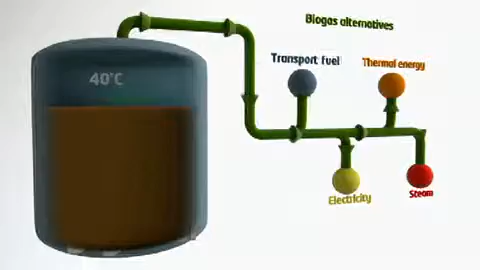 Biogas alternatives
40°C
Transport fuel
Thermal energy
Electricity
Steam